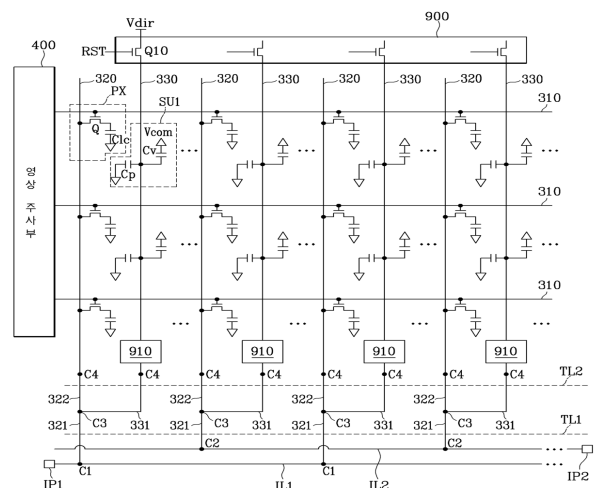 Vdir
900
400
RST
Q10
320
330
320
330
320
330
320
330
PX
SU1
310
Q
Clc
Vcom
Cv
...
...
...
...
Cp
영상 주사부
310
...
...
...
...
310
...
...
...
...
910
910
910
910
C4
C4
C4
C4
C4
C4
C4
C4
TL2
322
322
322
322
C3
C3
C3
C3
321
331
321
331
321
331
321
331
TL1
C2
C2
...
IP2
C1
C1
...
IP1
IL1
IL2